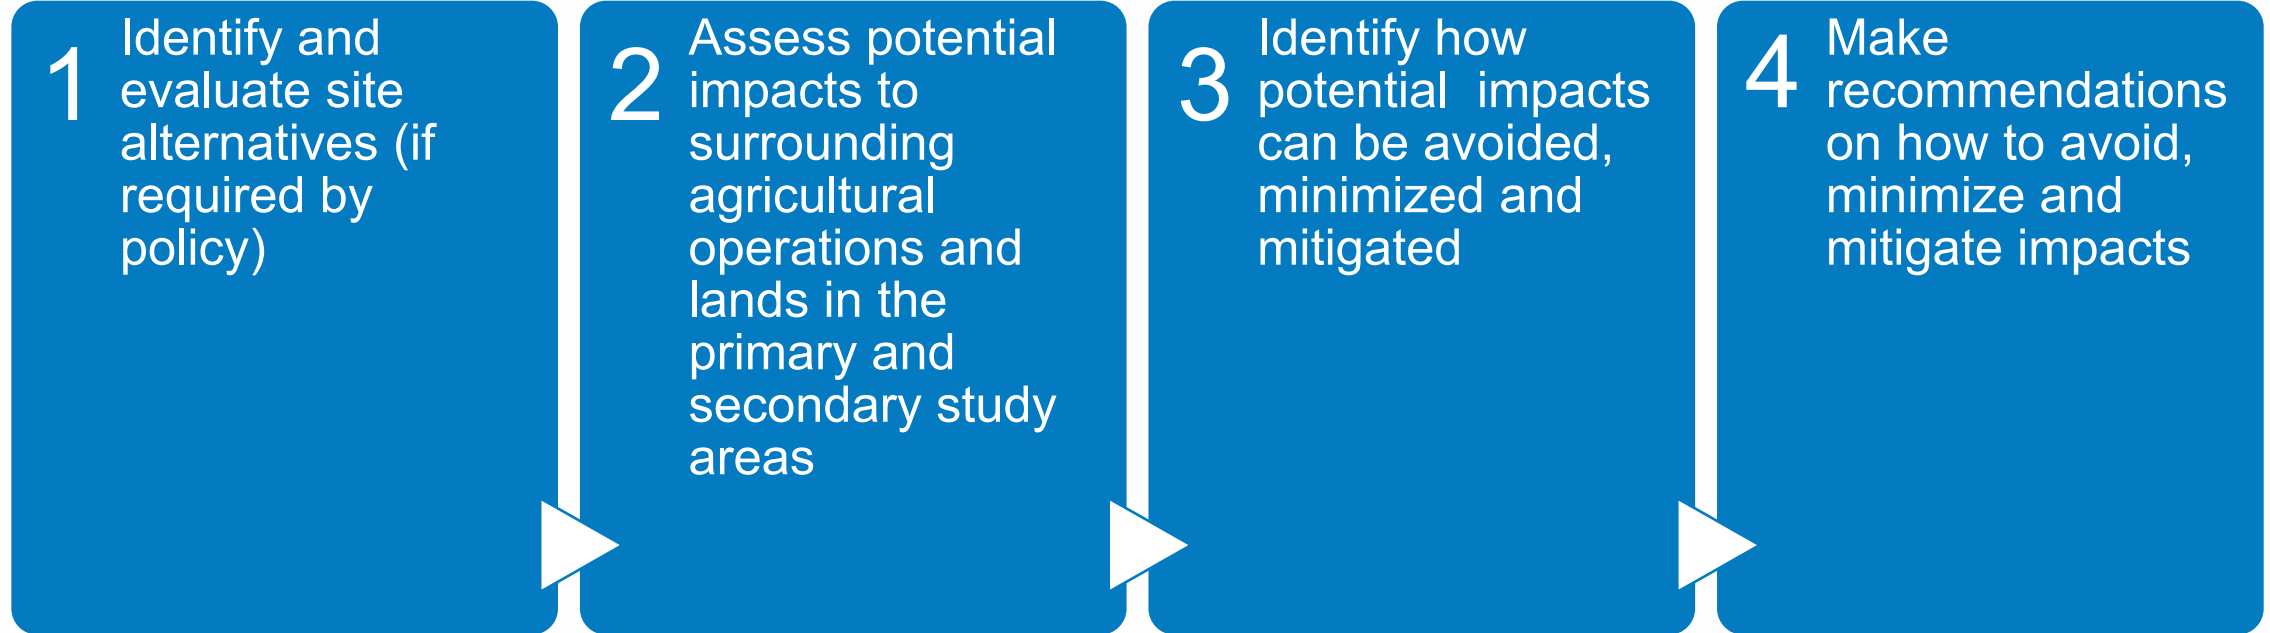 1
Identify and
evaluate site
alternatives (if
required by
policy)
2
Assess potential
impacts to
surrounding
agricultural
operations and
lands in the
primary and
secondary study
areas
3
Identify how
potential  impacts
can be avoided,
minimized and
mitigated
4
Make
recommendations
on how to avoid,
minimize and
mitigate impacts